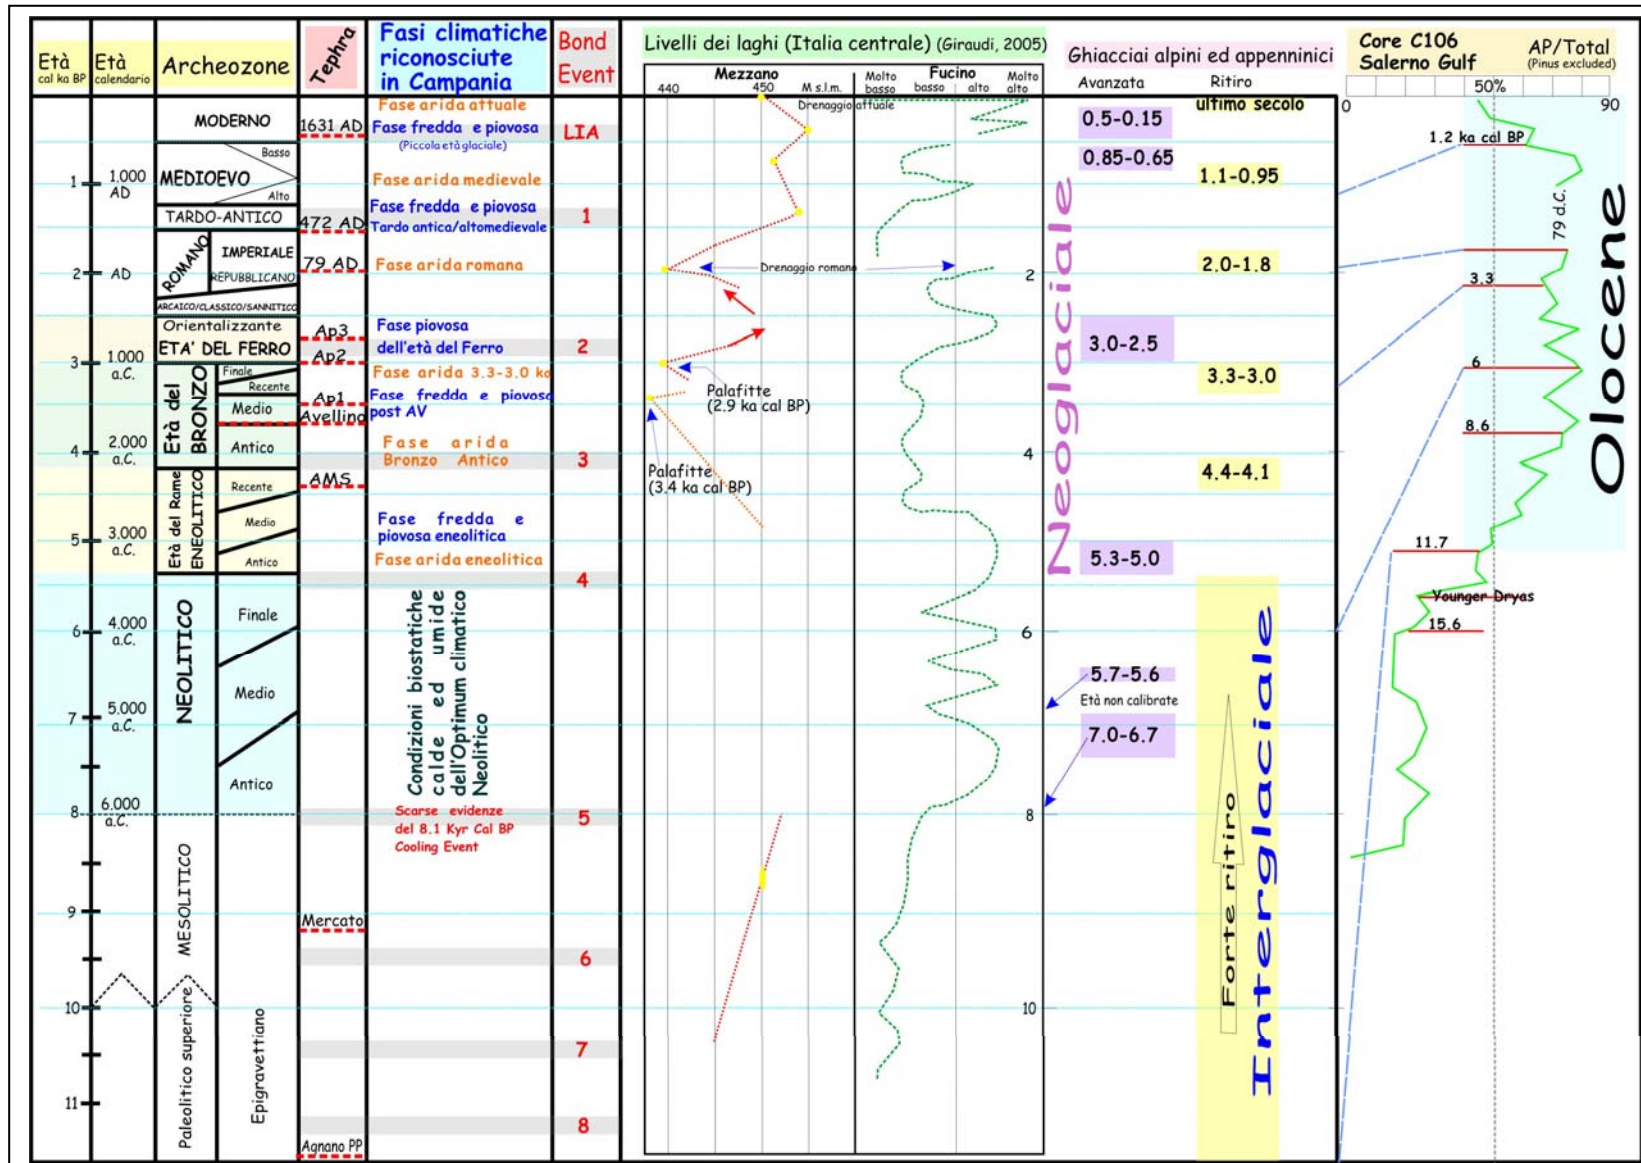 Età
cal ka BP
Età
calendario
Archeozone
Tephra
Fasi climatiche
riconosciute
in Campania
Bond
Event
Livelli dei laghi (Italia centrale) (Giraudi, 2005)
Mezzano
440
450
M s.l.m.
Fucino
Molto
basso
basso
alto
Molto
alto
Ghiacciai alpini ed appenninici
Avanzata
Ritiro
Core C106
Salerno Gulf
AP/Total
(Pinus excluded)
50%
0
90
1
2
3
4
5
6
7
8
9
10
11
1.000
AD
AD
1.000
a.C.
2.000
a.C.
3.000
a.C.
4.000
a.C.
5.000
a.C.
6.000
a.C.
MODERNO
MEDIOEVO
Basso
Alto
TARDO-ANTICO
ROMANO
IMPERIALE
REPUBBLICANO
ARCAICO/CLASSICO/SANNITICO
Orientalizzante
ETA' DEL FERRO
Età del
BRONZO
Finale
Recente
Medio
Antico
Età del Rame
ENEOLITICO
Recente
Medio
Antico
NEOLITICO
Finale
Medio
Antico
MESOLITICO
Paleolitico superiore
Epigravettiano
1631 AD
472 AD
79 AD
Ap3
Ap2
Ap1
Avellino
AMS
Mercato
Agnano PP
Fase arida attuale
Fase fredda e piovosa
(Piccola età glaciale)
Fase arida medievale
Fase fredda e piovosa
Tardo antica/altomedievale
Fase arida romana
Fase piovosa
dell'età del Ferro
Fase arida 3.3-3.0 ka
Fase fredda e piovosa
post AV
Fase arida
Bronzo Antico
Fase fredda e
piovosa eneolitica
Fase arida eneolitica
Condizioni biostatiche
calde ed umide
dell'Optimum climatico
Neolitico
Scarse evidenze
del 8.1 Kyr Cal BP
Cooling Event
LIA
1
2
3
4
5
6
7
8
Drenaggio attuale
Drenaggio romano
Palafitte
(2.9 ka cal BP)
Palafitte
(3.4 ka cal BP)
2
4
6
8
10
Neoglaciale
0.5-0.15
0.85-0.65
3.0-2.5
5.3-5.0
5.7-5.6
Età non calibrate
7.0-6.7
ultimo secolo
1.1-0.95
2.0-1.8
3.3-3.0
4.4-4.1
Forte ritiro
Interglaciale
1.2 ka cal BP
79 d.C.
3.3
6
8.6
11.7
Younger Dryas
15.6
Olocene